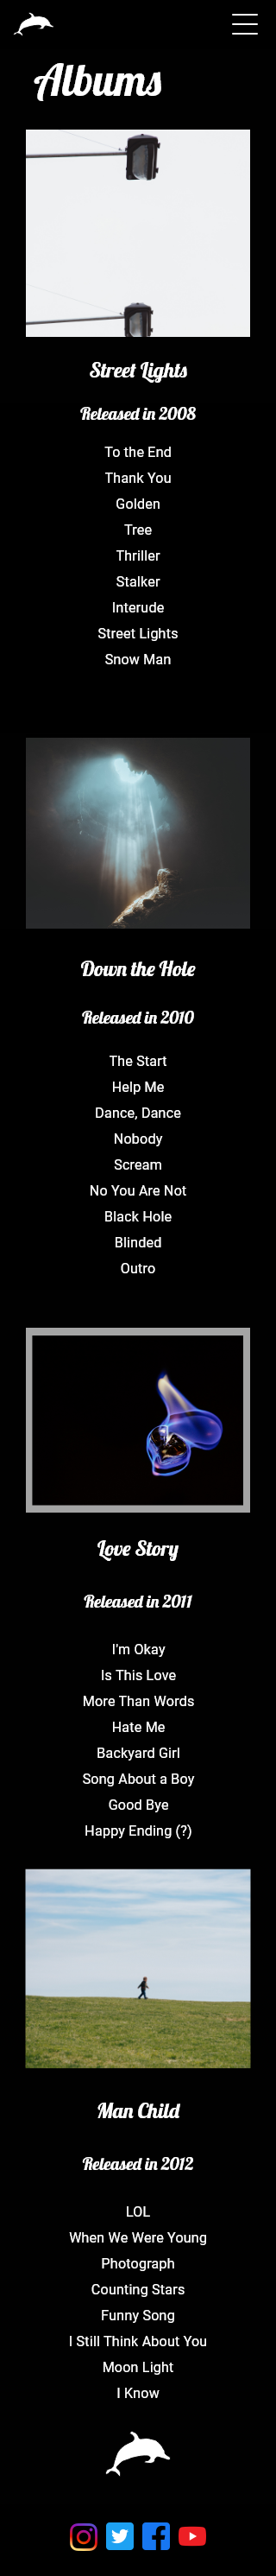 Albums
Street Lights
Released in 2008
To the End
Thank You
Golden
Tree
Thriller
Stalker
Interude
Street Lights
Snow Man
Down the Hole
Released in 2010
The Start
Help Me
Dance, Dance
Nobody
Scream
No You Are Not
Black Hole
Blinded
Outro
Love Story
Released in 2011
I'm Okay
Is This Love
More Than Words
Hate Me
Backyard Girl
Song About a Boy
Good Bye
Happy Ending (?)
Man Child
Released in 2012
LOL
When We Were Young
Photograph
Counting Stars
Funny Song
I Still Think About You
Moon Light
I Know